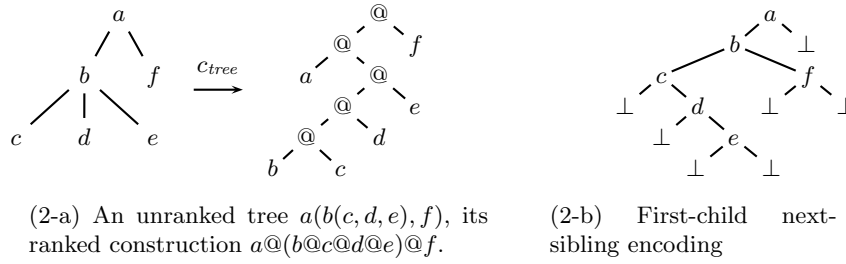 a
@
a
@
f
b
⊥
b
f
a
@
c
f
c_tree
@
e
⊥
d
⊥
⊥
c
d
e
@
d
⊥
e
b
c
⊥
⊥
(2-a) An unranked tree a(b(c, d, e), f), its
ranked construction a@(b@c@d@e)@f.
(2-b) First-child next-
sibling encoding